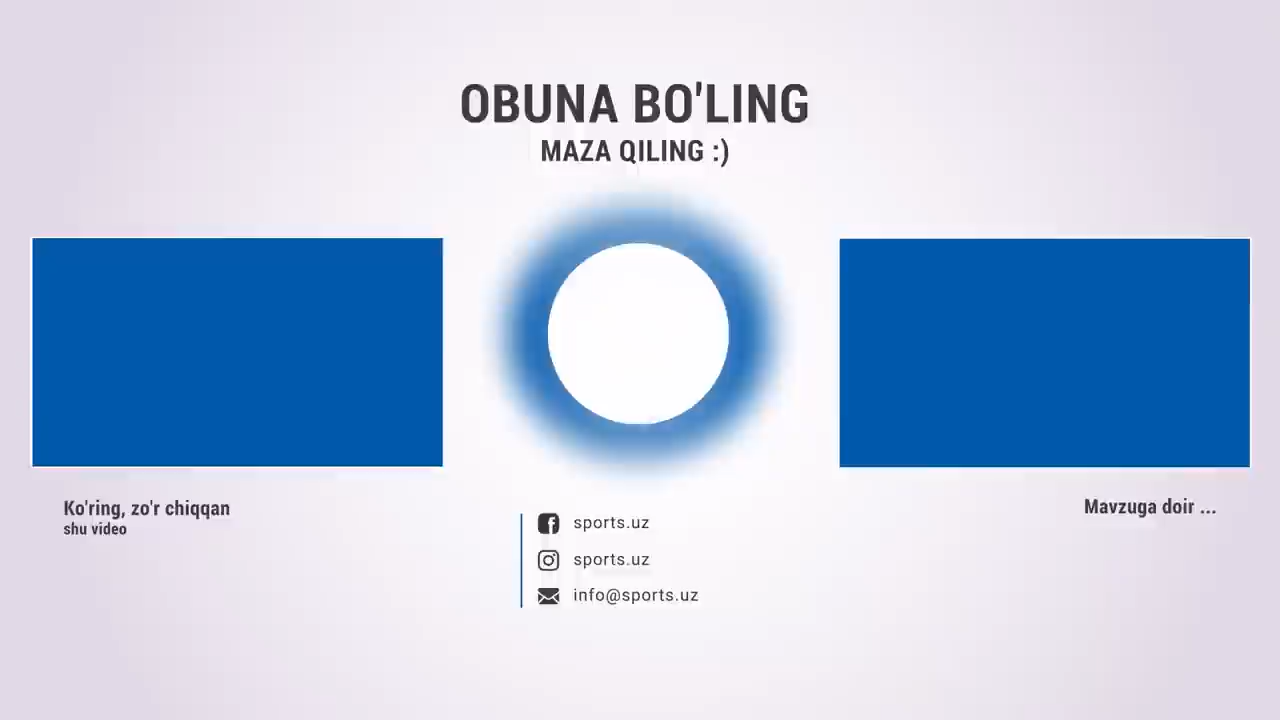 OBUNA BO'LING
MAZA QILING :)
Ko'ring, zo'r chiqqan
shu video
Mavzuga doir ...
sports.uz
sports.uz
info@sports.uz